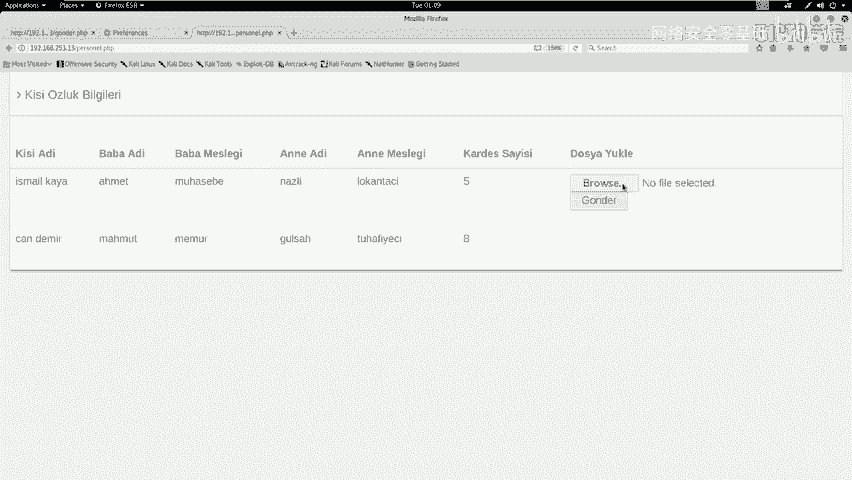 Applications Places Firefox ESR Tue 01:09
Mozilla Firefox
http://192.1...3/gonder.php Preferences http://192.1...personel.php
192.168.253.13/personel.php 150% Search
Most Visited Offensive Security Kali Linux Kali Docs Kali Tools Exploit-DB Aircrack-ng Kali Forums NetHunter Getting Started
Kisi Ozluk Bilgileri
Kisi Adi Baba Adi Baba Meslegi Anne Adi Anne Meslegi Kardes Sayisi Dosya Yukle
ismail kaya ahmet muhasebe nazli lokantaci 5 Browse... No file selected.
Gonder
can demir mahmut memur gulsah tuhafiyeci 8